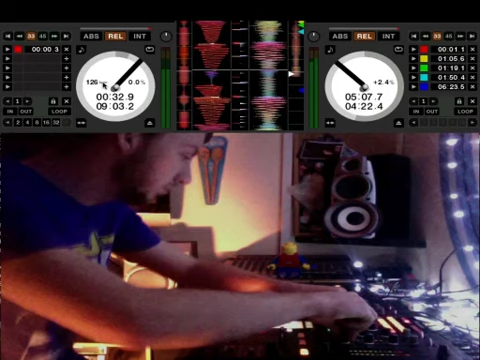 33 45
ABS REL INT
00 00 3
126 0.0%
00:32.9
09:03.2
1
IN OUT LOOP
2 4 8 16 32
ABS REL INT
33 45
+2.4%
05:07.7
04:22.4
00 01.1
01:05.6
01:19.1
01:50.4
06:23.5
1
IN OUT LOOP